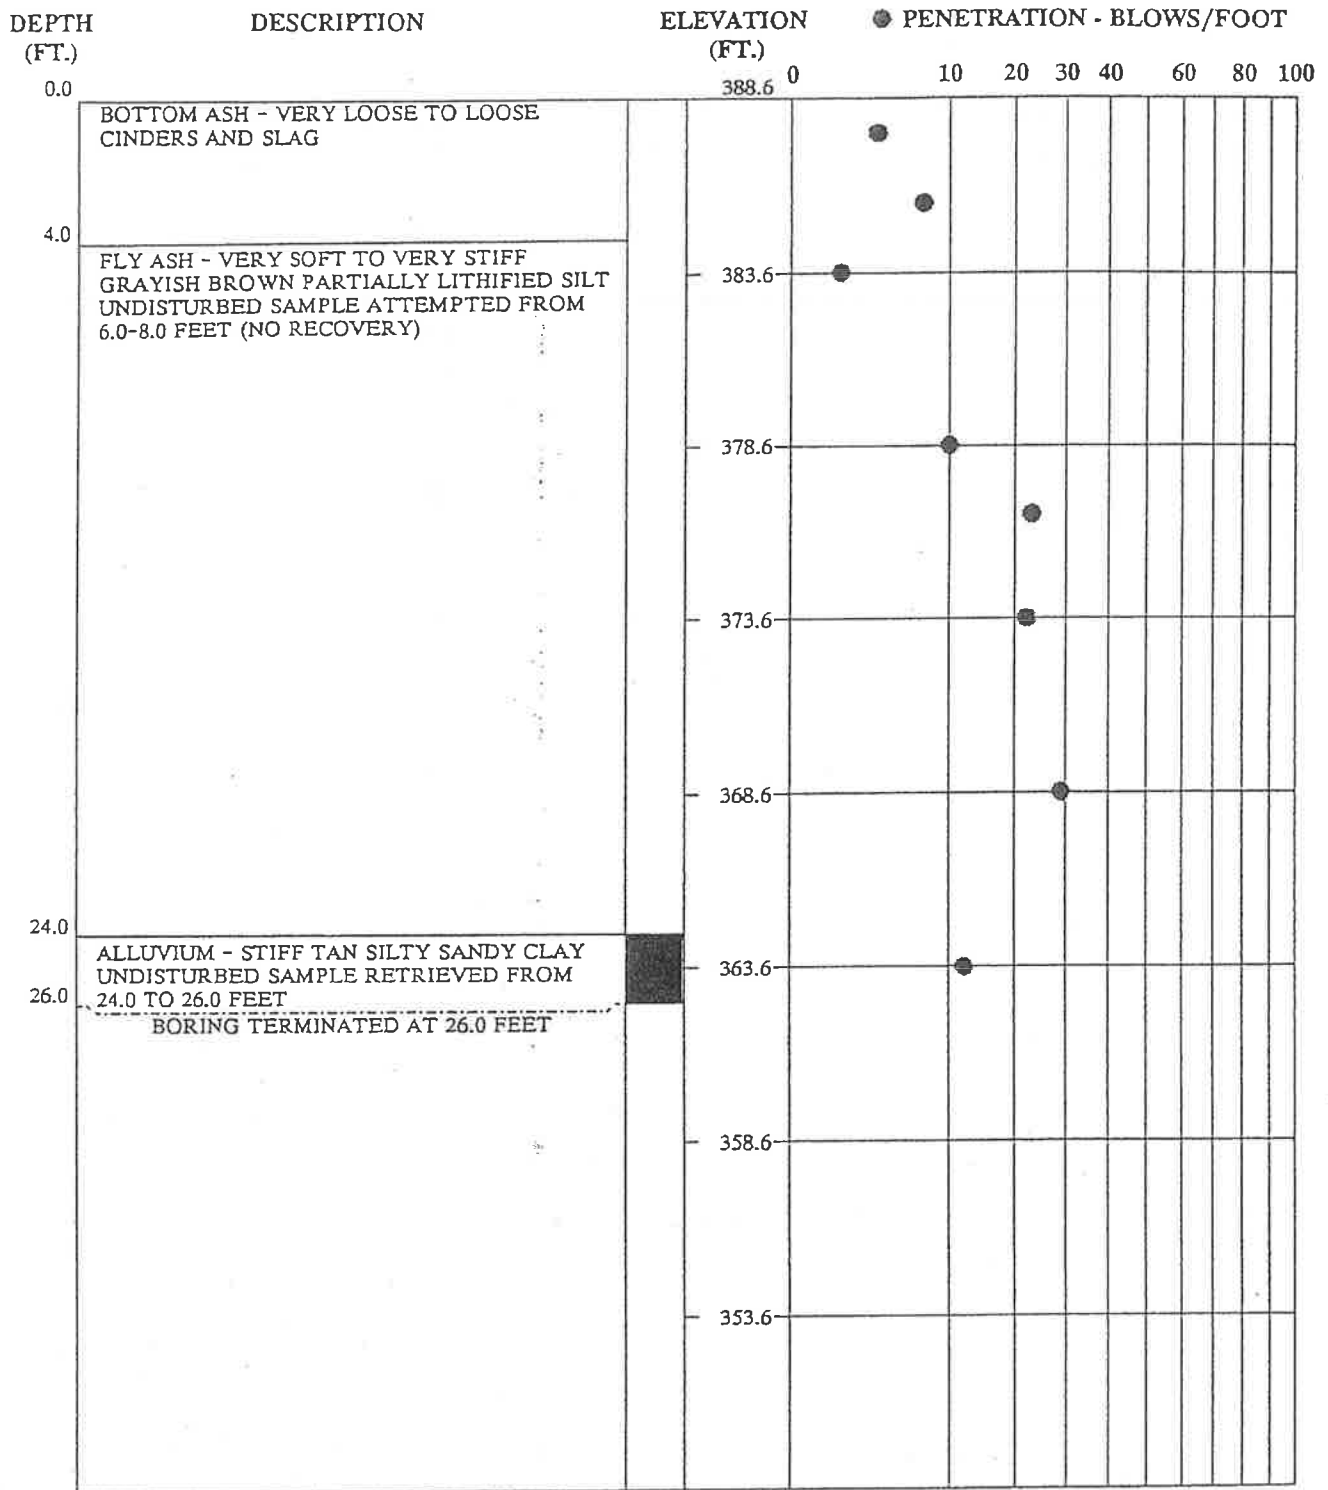 DEPTH
(FT.)
DESCRIPTION
ELEVATION
(FT.)
● PENETRATION - BLOWS/FOOT
0 10 20 30 40 60 80 100
0.0
388.6
BOTTOM ASH - VERY LOOSE TO LOOSE
CINDERS AND SLAG
4.0
FLY ASH - VERY SOFT TO VERY STIFF
GRAYISH BROWN PARTIALLY LITHIFIED SILT
UNDISTURBED SAMPLE ATTEMPTED FROM
6.0-8.0 FEET (NO RECOVERY)
383.6
378.6
373.6
368.6
24.0
ALLUVIUM - STIFF TAN SILTY SANDY CLAY
UNDISTURBED SAMPLE RETRIEVED FROM
24.0 TO 26.0 FEET
363.6
26.0
BORING TERMINATED AT 26.0 FEET
358.6
353.6